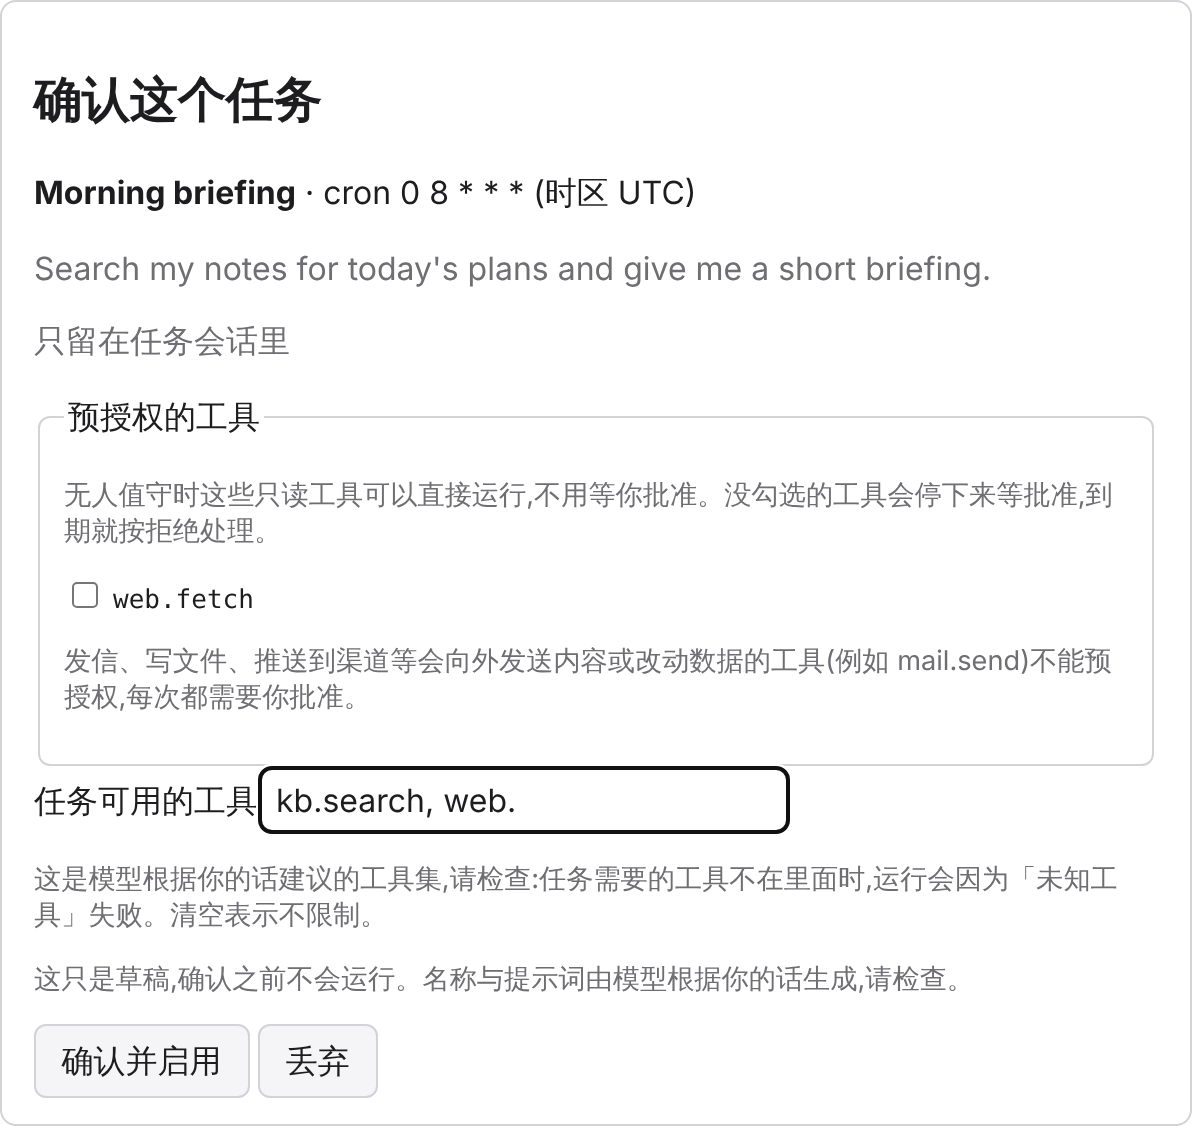 确认这个任务
Morning briefing · cron 0 8 * * * (时区 UTC)
Search my notes for today's plans and give me a short briefing.
只留在任务会话里
预授权的工具
无人值守时这些只读工具可以直接运行,不用等你批准。没勾选的工具会停下来等批准,到
期就按拒绝处理。
web.fetch
发信、写文件、推送到渠道等会向外发送内容或改动数据的工具(例如 mail.send)不能预
授权,每次都需要你批准。
任务可用的工具 kb.search, web.
这是模型根据你的话建议的工具集,请检查:任务需要的工具不在里面时,运行会因为「未知工
具」失败。清空表示不限制。
这只是草稿,确认之前不会运行。名称与提示词由模型根据你的话生成,请检查。
确认并启用 丢弃